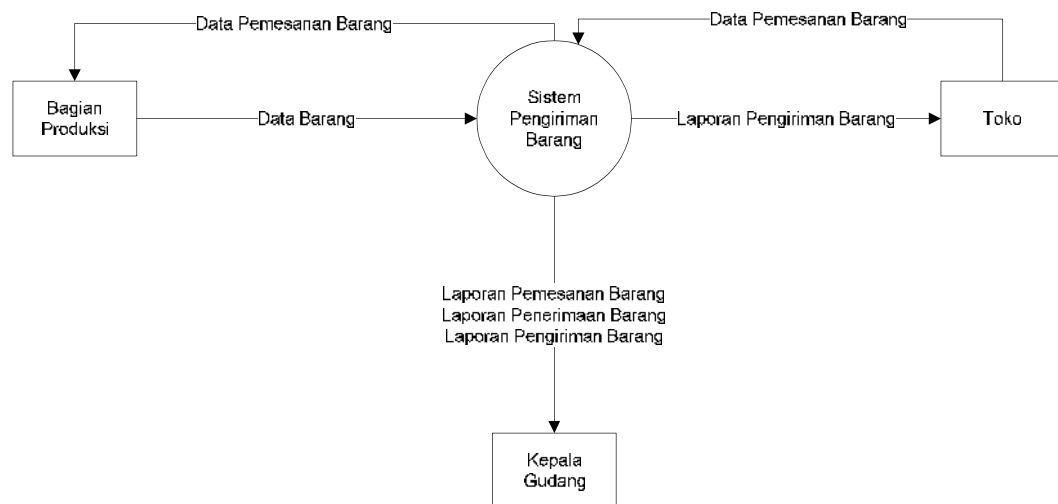 Data Pemesanan Barang
Data Pemesanan Barang
Bagian
Produksi
Data Barang
Sistem
Pengiriman
Barang
Laporan Pengiriman Barang
Toko
Laporan Pemesanan Barang
Laporan Penerimaan Barang
Laporan Pengiriman Barang
Kepala
Gudang